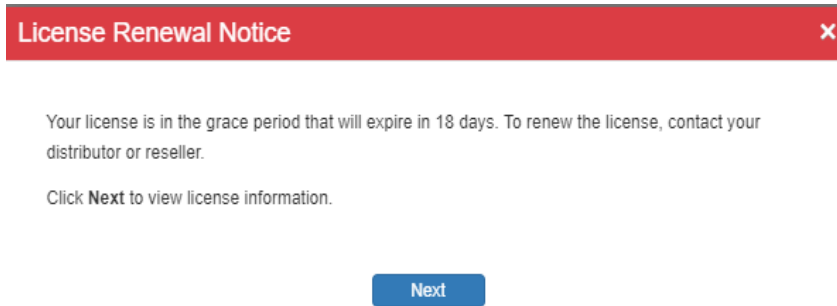 License Renewal Notice ×
Your license is in the grace period that will expire in 18 days. To renew the license, contact your
distributor or reseller.
Click Next to view license information.
Next